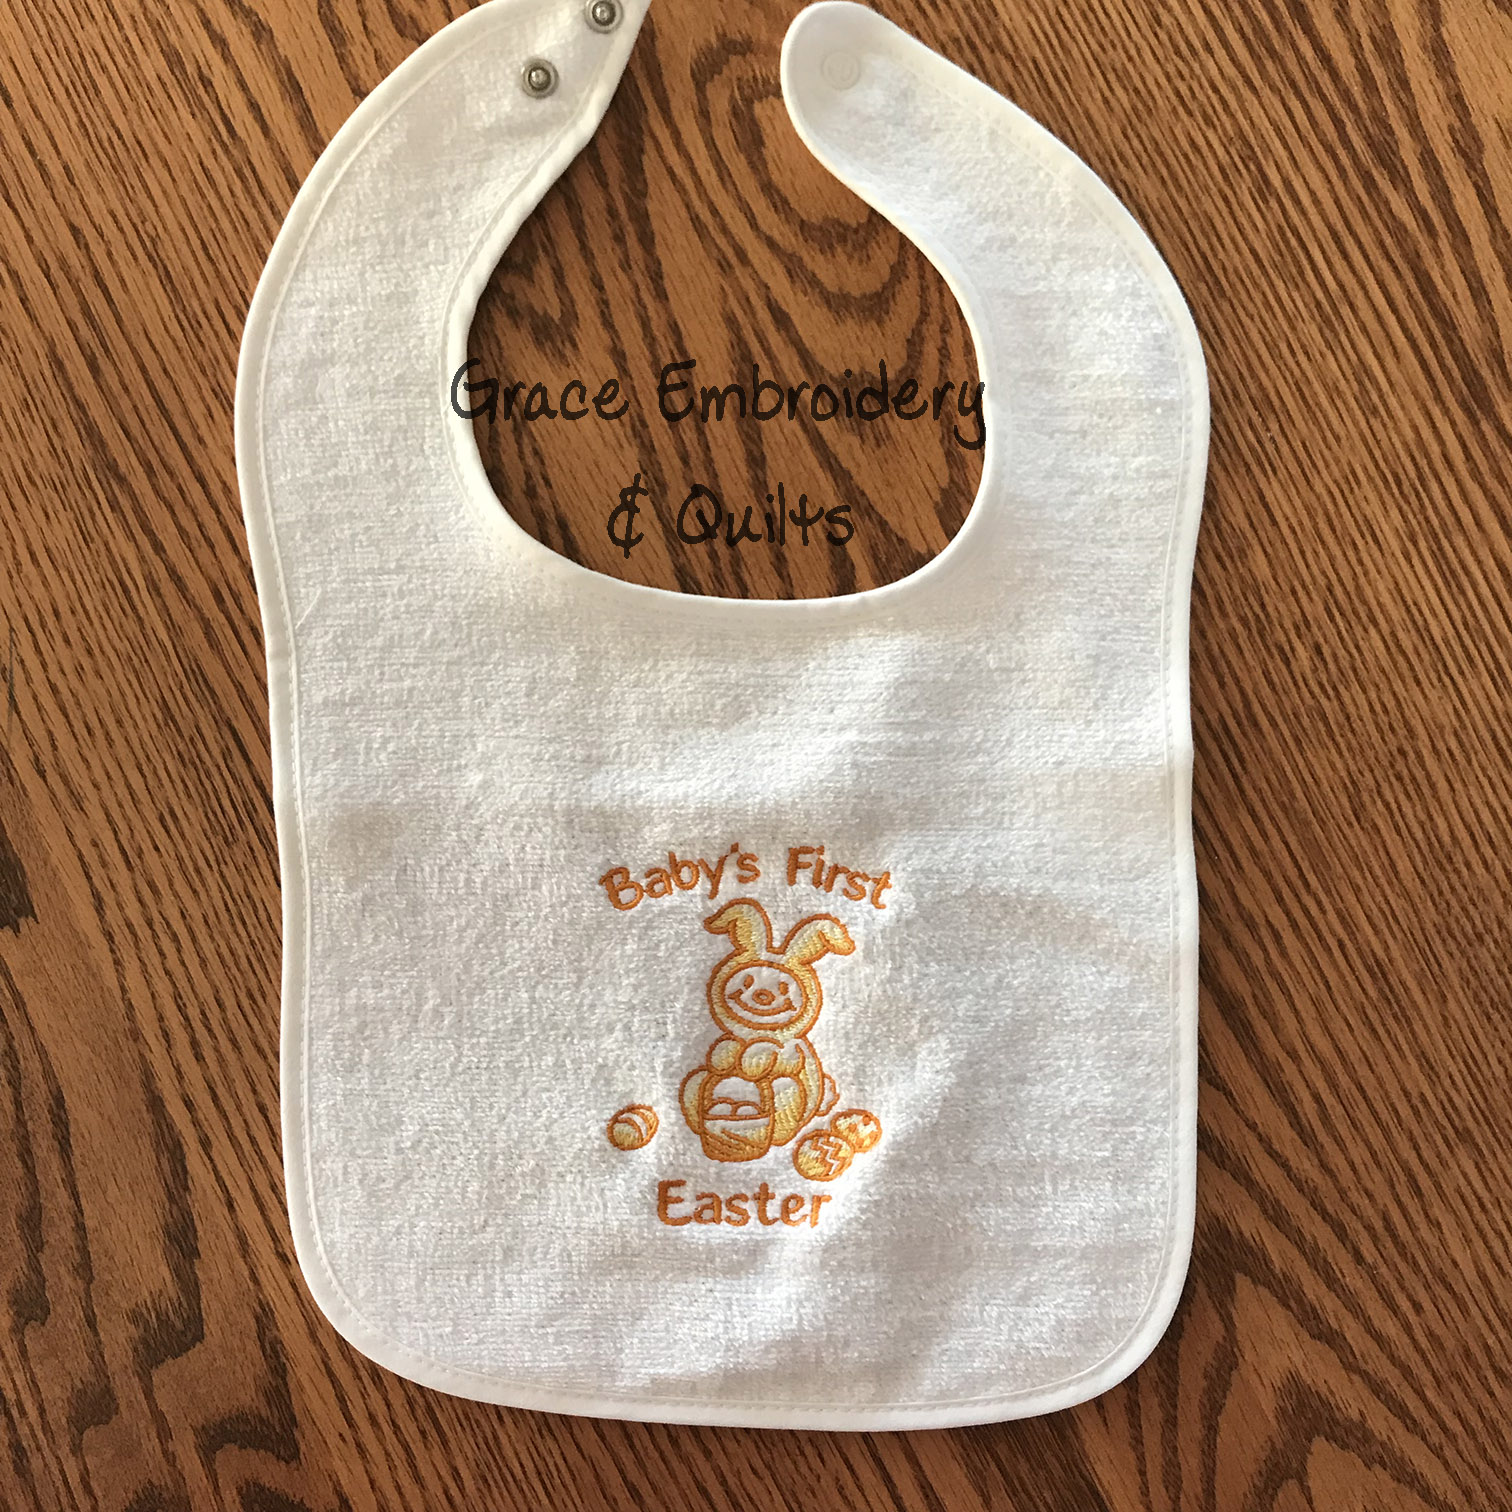 Grace Embroidery
& Quilts
Baby's First
Easter